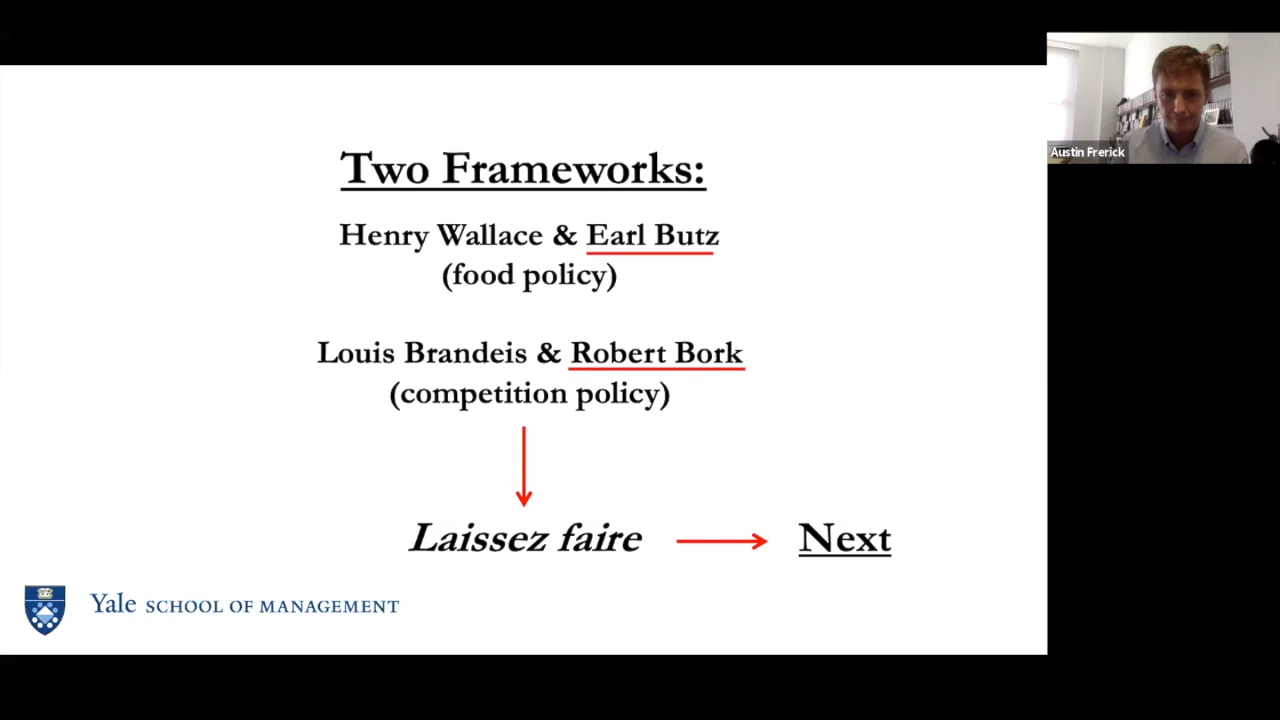 Two Frameworks:
Henry Wallace & Earl Butz
(food policy)
Louis Brandeis & Robert Bork
(competition policy)
Laissez faire
Next
Yale SCHOOL OF MANAGEMENT
Austin Frerick